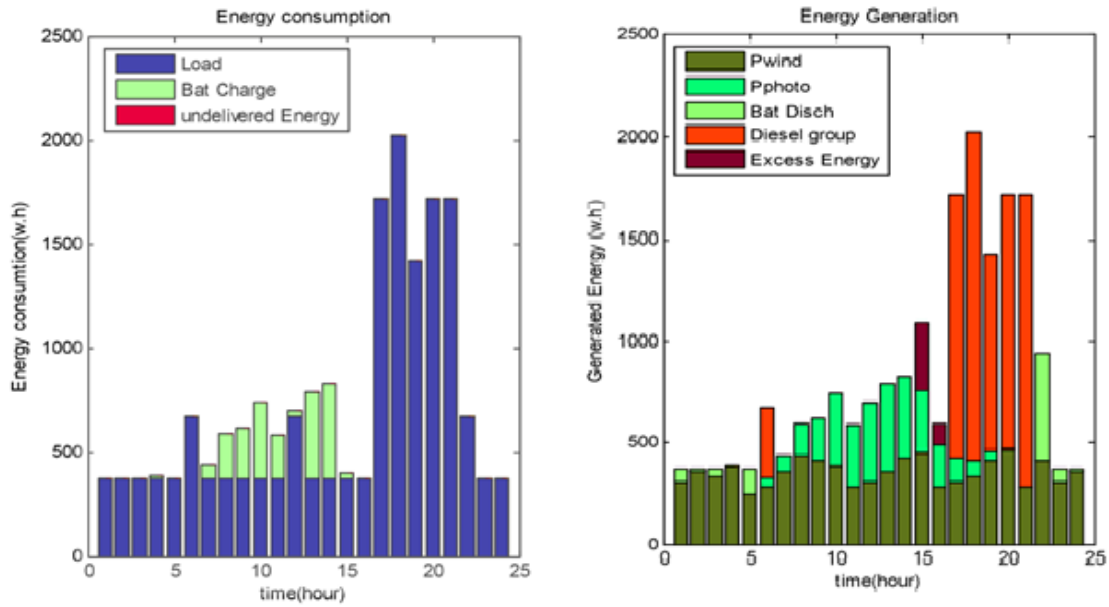 Energy consumption
2500
2000
1500
1000
500
0
Load
Bat Charge
undelivered Energy
Energy consumtion(w.h)
0 5 10 15 20 25
time(hour)
Energy Generation
2500
2000
1500
1000
500
0
Pwind
Pphoto
Bat Disch
Diesel group
Excess Energy
Generated Energy ((w.h)
0 5 10 15 20 25
time(hour)